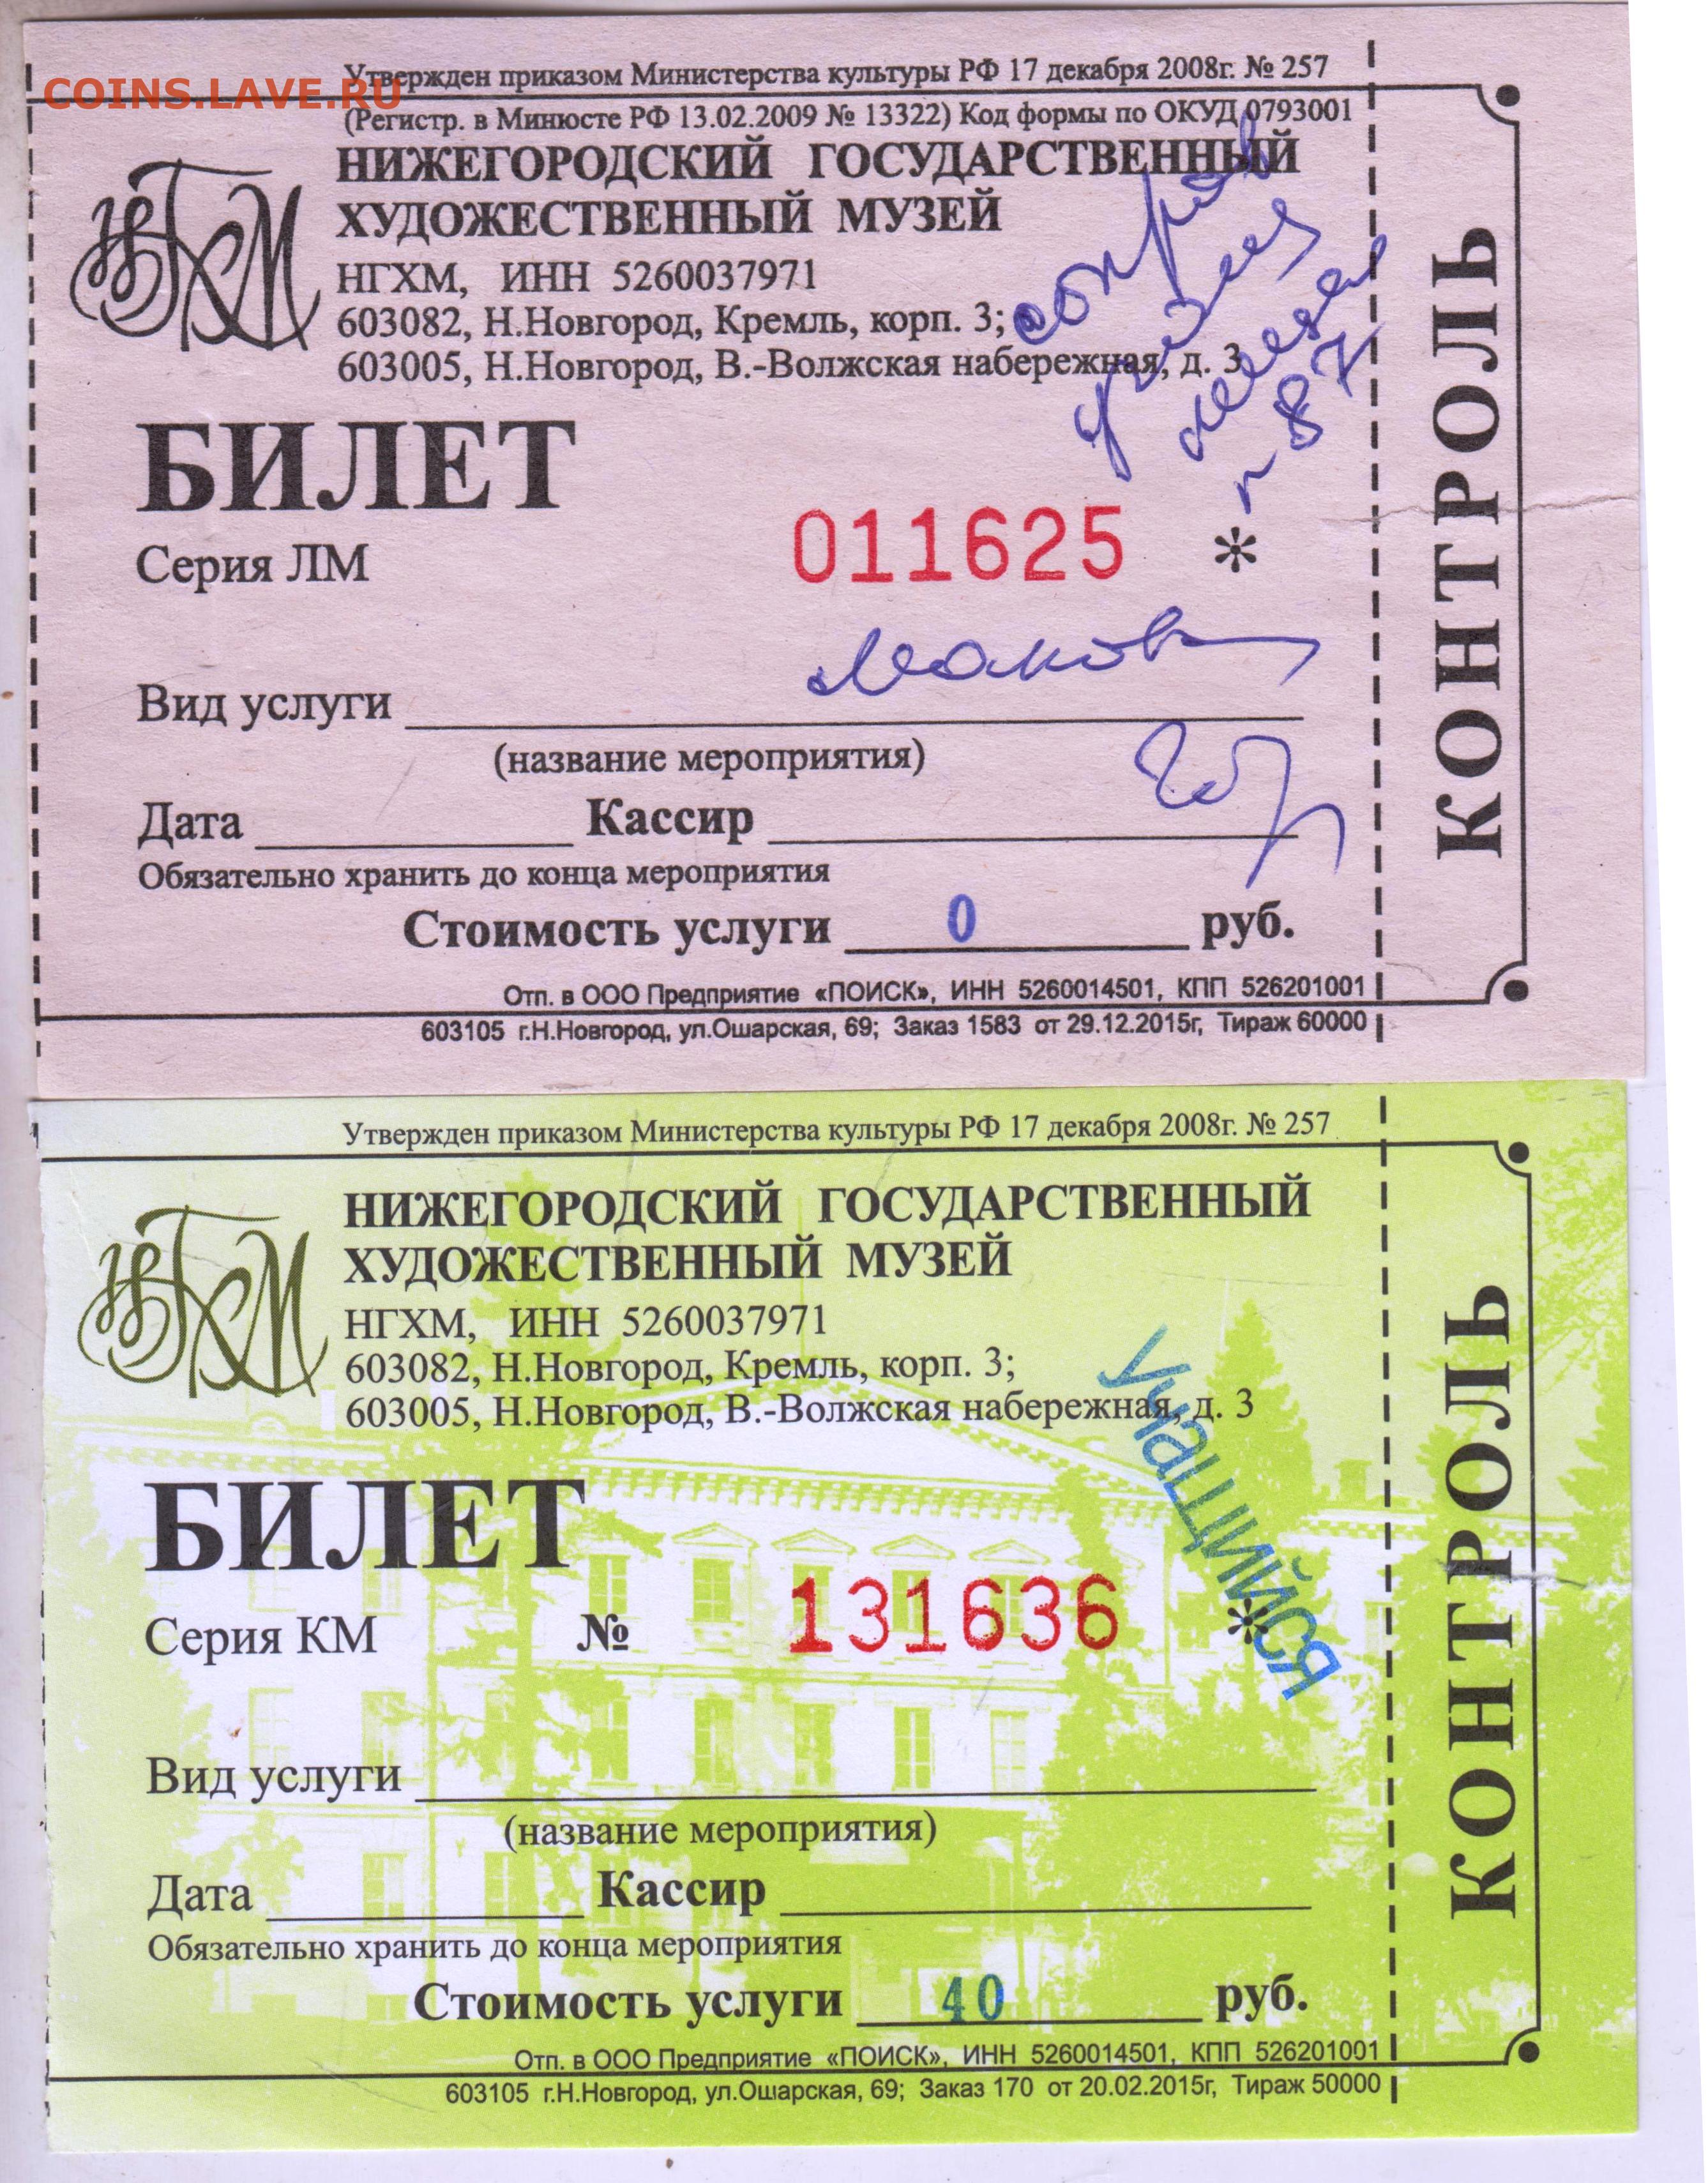 COINS.LAVE.RU
Утвержден приказом Министерства культуры РФ 17 декабря 2008г. № 257
(Регистр. в Минюсте РФ 13.02.2009 № 13322) Код формы по ОКУД 0793001
НГХМ
НИЖЕГОРОДСКИЙ ГОСУДАРСТВЕННЫЙ
ХУДОЖЕСТВЕННЫЙ МУЗЕЙ
НГХМ, ИНН 5260037971
603082, Н.Новгород, Кремль, корп. 3;
603005, Н.Новгород, В.-Волжская набережная, д. 3
87
БИЛЕТ
011625 *
Серия ЛМ
Вид услуги
(название мероприятия)
Дата Кассир
Обязательно хранить до конца мероприятия
Стоимость услуги 0 руб.
Отп. в ООО Предприятие «ПОИСК», ИНН 5260014501, КПП 526201001
603105 г.Н.Новгород, ул.Ошарская, 69; Заказ 1583 от 29.12.2015г, Тираж 60000
КОНТРОЛЬ
Утвержден приказом Министерства культуры РФ 17 декабря 2008г. № 257
НГХМ
НИЖЕГОРОДСКИЙ ГОСУДАРСТВЕННЫЙ
ХУДОЖЕСТВЕННЫЙ МУЗЕЙ
НГХМ, ИНН 5260037971
603082, Н.Новгород, Кремль, корп. 3;
603005, Н.Новгород, В.-Волжская набережная, д. 3
Учащийся
БИЛЕТ
Серия КМ № 131636 *
Вид услуги
(название мероприятия)
Дата Кассир
Обязательно хранить до конца мероприятия
Стоимость услуги 40 руб.
Отп. в ООО Предприятие «ПОИСК», ИНН 5260014501, КПП 526201001
603105 г.Н.Новгород, ул.Ошарская, 69; Заказ 170 от 20.02.2015г, Тираж 50000
КОНТРОЛЬ